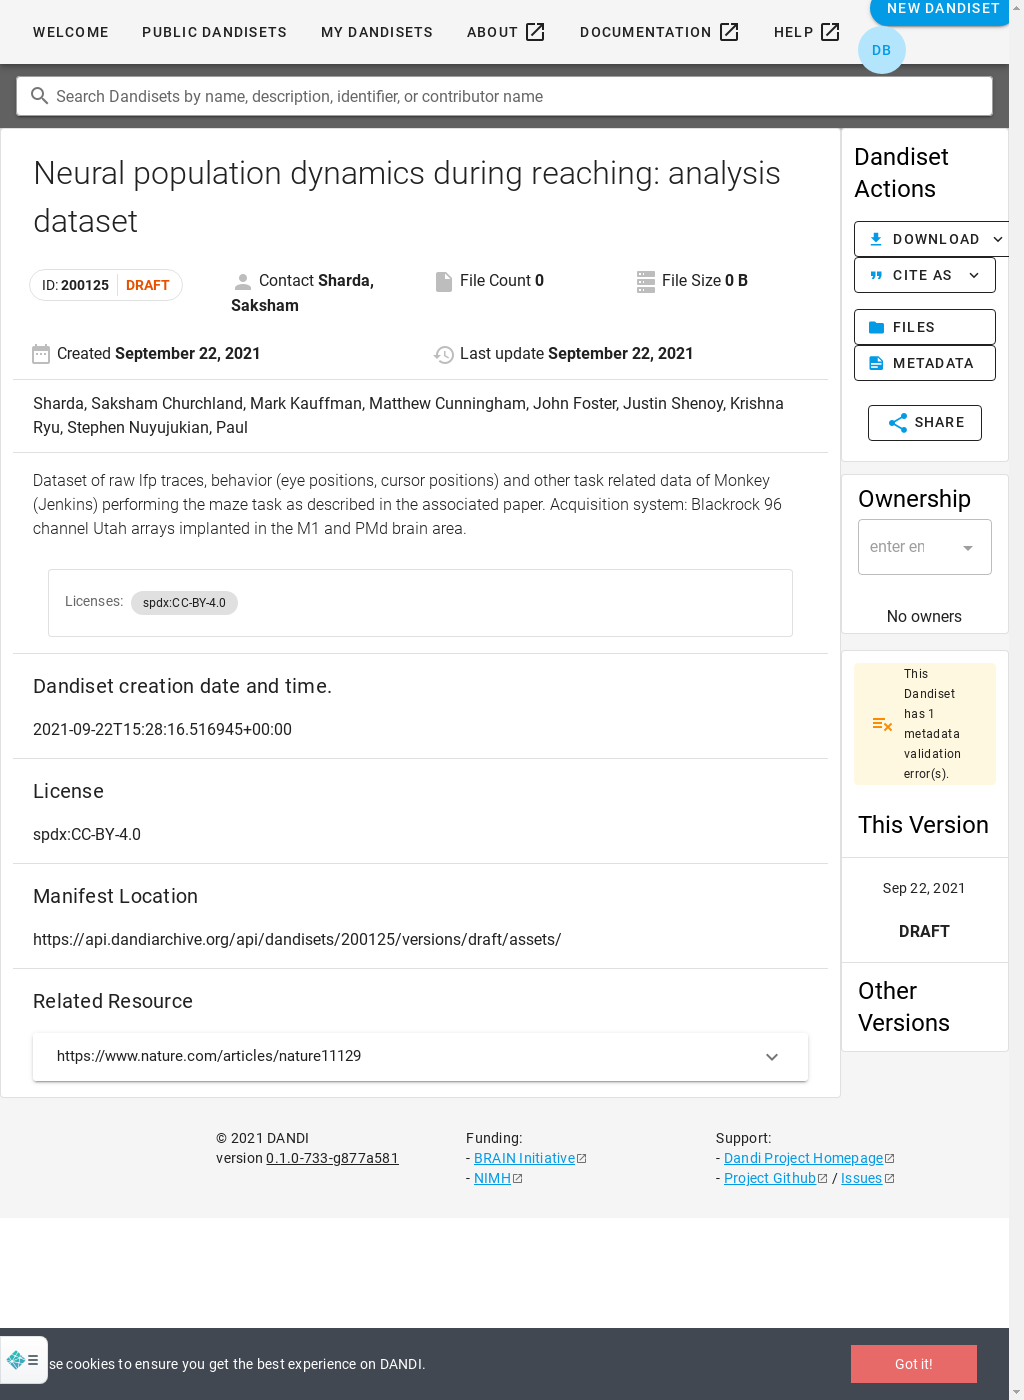 WELCOME
PUBLIC DANDISETS
MY DANDISETS
ABOUT
DOCUMENTATION
HELP
NEW DANDISET
DB
Search Dandisets by name, description, identifier, or contributor name
Neural population dynamics during reaching: analysis
dataset
ID: 200125 DRAFT
Contact Sharda,
Saksham
File Count 0
File Size 0 B
Created September 22, 2021
Last update September 22, 2021
Sharda, Saksham Churchland, Mark Kauffman, Matthew Cunningham, John Foster, Justin Shenoy, Krishna
Ryu, Stephen Nuyujukian, Paul
Dataset of raw lfp traces, behavior (eye positions, cursor positions) and other task related data of Monkey
(Jenkins) performing the maze task as described in the associated paper. Acquisition system: Blackrock 96
channel Utah arrays implanted in the M1 and PMd brain area.
Licenses: spdx:CC-BY-4.0
Dandiset creation date and time.
2021-09-22T15:28:16.516945+00:00
License
spdx:CC-BY-4.0
Manifest Location
https://api.dandiarchive.org/api/dandisets/200125/versions/draft/assets/
Related Resource
https://www.nature.com/articles/nature11129
Dandiset
Actions
DOWNLOAD
CITE AS
FILES
METADATA
SHARE
Ownership
enter en
No owners
This
Dandiset
has 1
metadata
validation
error(s).
This Version
Sep 22, 2021
DRAFT
Other
Versions
© 2021 DANDI
version 0.1.0-733-g877a581
Funding:
- BRAIN Initiative
- NIMH
Support:
- Dandi Project Homepage
- Project Github / Issues
se cookies to ensure you get the best experience on DANDI.
Got it!